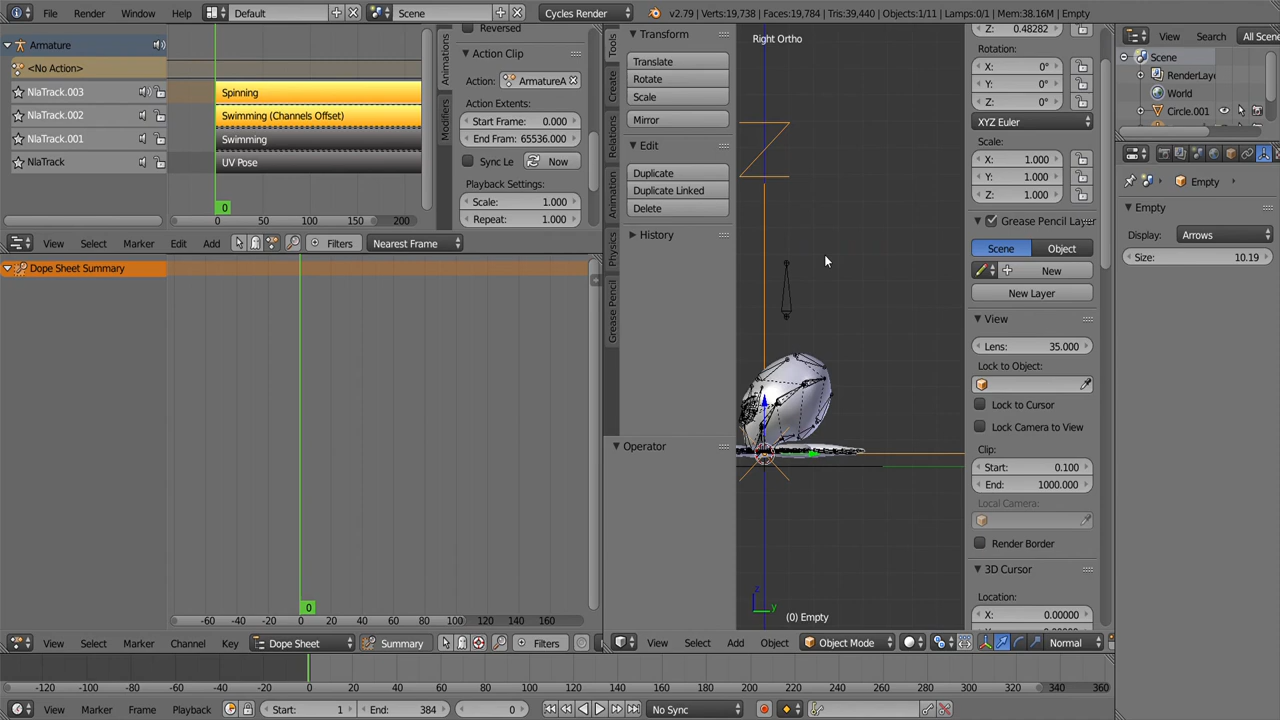 File Render Window Help Default Scene Cycles Render v2.79 | Verts:19,738 | Faces:19,784 | Tris:39,440 | Objects:1/11 | Lamps:0/1 | Mem:38.16M | Empty
Armature
<No Action>
NlaTrack.003
NlaTrack.002
NlaTrack.001
NlaTrack
Spinning
Swimming (Channels Offset)
Swimming
UV Pose
0
0 50 100 150 200
View Select Marker Edit Add Filters Nearest Frame
Animations
Modifiers
Reversed
Action Clip
Action: ArmatureA
Action Extents:
Start Frame: 0.000
End Fram: 65536.000
Sync Le Now
Playback Settings:
Scale: 1.000
Repeat: 1.000
Dope Sheet Summary
0
-60 -40 -20 0 20 40 60 80 100 120 140 160
View Select Marker Channel Key Dope Sheet Summary Filters
Tools
Create
Relations
Animation
Physics
Grease Pencil
Transform
Translate
Rotate
Scale
Mirror
Edit
Duplicate
Duplicate Linked
Delete
History
Operator
Right Ortho
z
y
(0) Empty
View Select Add Object Object Mode Normal
Z: 0.48282
Rotation:
X: 0°
Y: 0°
Z: 0°
XYZ Euler
Scale:
X: 1.000
Y: 1.000
Z: 1.000
Grease Pencil Layer
Scene Object
New
New Layer
View
Lens: 35.000
Lock to Object:
Lock to Cursor
Lock Camera to View
Clip:
Start: 0.100
End: 1000.000
Local Camera:
Render Border
3D Cursor
Location:
X: 0.00000
View Search All Scen
Scene
RenderLaye
World
Circle.001
Empty
Empty
Display: Arrows
Size: 10.19
-120 -100 -80 -60 -40 -20 0 20 40 60 80 100 120 140 160 180 200 220 240 260 280 300 320 340 360
View Marker Frame Playback Start: 1 End: 384 0 No Sync